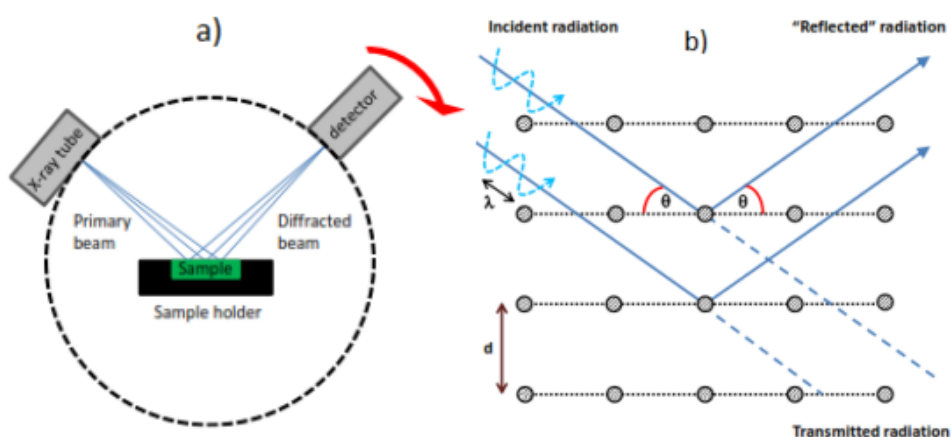 a)
X-ray tube
detector
Primary
beam
Diffracted
beam
Sample
Sample holder
Incident radiation
b)
“Reflected” radiation
λ
θ
θ
d
Transmitted radiation